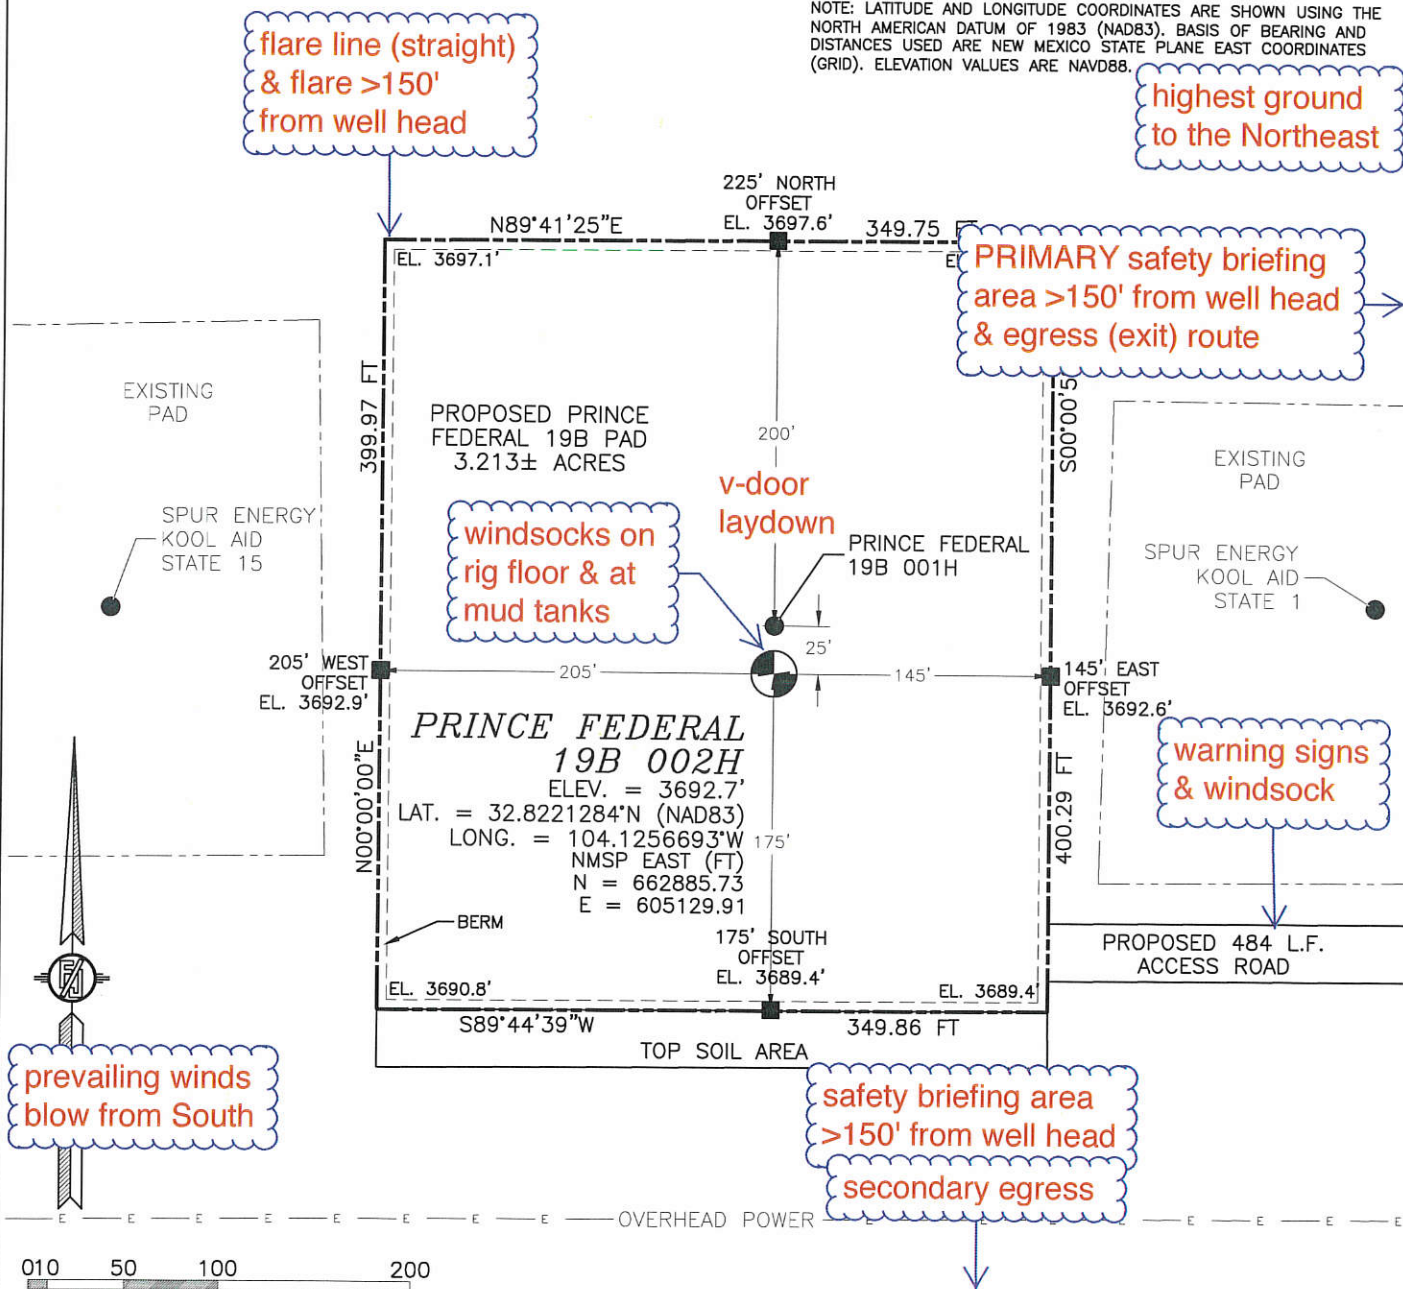 NOTE: LATITUDE AND LONGITUDE COORDINATES ARE SHOWN USING THE
NORTH AMERICAN DATUM OF 1983 (NAD83). BASIS OF BEARING AND
DISTANCES USED ARE NEW MEXICO STATE PLANE EAST COORDINATES
(GRID). ELEVATION VALUES ARE NAVD88.
flare line (straight)
& flare >150'
from well head
highest ground
to the Northeast
225' NORTH
OFFSET
EL. 3697.6'
N89°41'25"E
349.75
EL. 3697.1'
PRIMARY safety briefing
area >150' from well head
& egress (exit) route
EXISTING
PAD
399.97 FT
PROPOSED PRINCE
FEDERAL 19B PAD
3.213± ACRES
200'
S00°00'5
EXISTING
PAD
v-door
laydown
SPUR ENERGY
KOOL AID
STATE 15
windsocks on
rig floor & at
mud tanks
PRINCE FEDERAL
19B 001H
SPUR ENERGY
KOOL AID
STATE 1
25'
205' WEST
OFFSET
EL. 3692.9'
205'
145'
145' EAST
OFFSET
EL. 3692.6'
PRINCE FEDERAL
19B 002H
ELEV. = 3692.7'
LAT. = 32.8221284°N (NAD83)
LONG. = 104.1256693°W
NMSP EAST (FT)
N = 662885.73
E = 605129.91
175'
N00°00'00"E
400.29 FT
warning signs
& windsock
BERM
175' SOUTH
OFFSET
EL. 3689.4'
PROPOSED 484 L.F.
ACCESS ROAD
EL. 3690.8'
EL. 3689.4'
S89°44'39"W
349.86 FT
TOP SOIL AREA
prevailing winds
blow from South
safety briefing area
>150' from well head
secondary egress
E E E E E E E E OVERHEAD POWER E E E E E
010 50 100 200